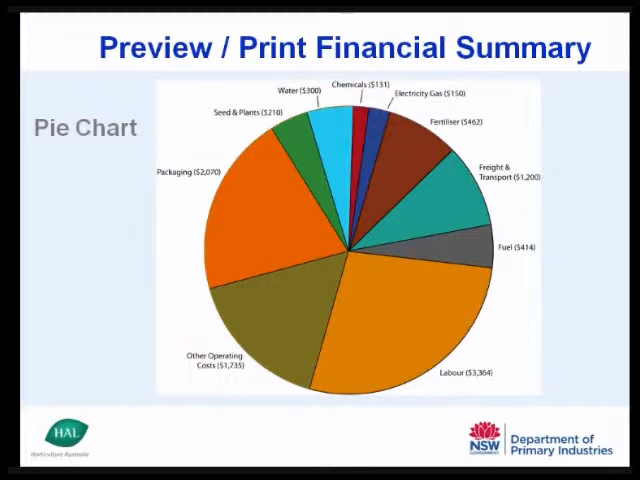 Preview / Print Financial Summary
Pie Chart
Chemicals ($131)
Water ($300)
Electricity Gas ($150)
Seed & Plants ($210)
Fertiliser ($462)
Packaging ($2,070)
Freight &
Transport ($1,200)
Fuel ($414)
Other Operating
Costs ($1,735)
Labour ($3,364)
HAL
Horticulture Australia
NSW
GOVERNMENT
Department of
Primary Industries